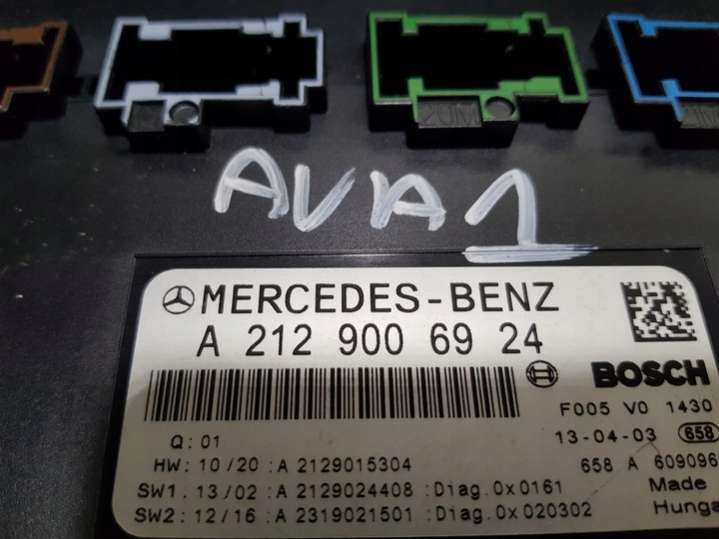 AVA1
MERCEDES-BENZ
A 212 900 69 24
BOSCH
F005 V0 1430
Q: 01
13-04-03 658
HW: 10/20 :A 2129015304
658 A 609096
SW1. 13/02 :A 2129024408 :Diag.0x0161
Made
SW2: 12/16 :A 2319021501 :Diag.0x020302